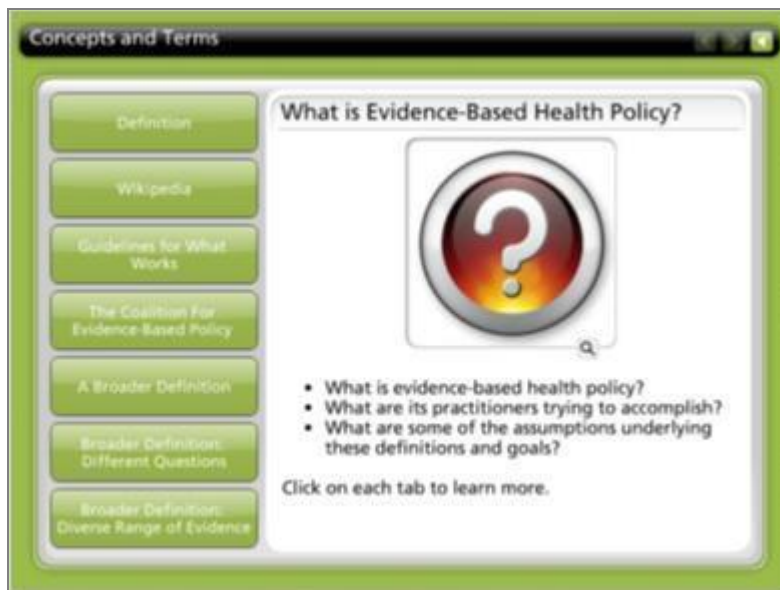 Concepts and Terms
Definition
Wikipedia
Guidelines for What
Works
The Coalition For
Evidence-Based Policy
A Broader Definition
Broader Definition:
Different Questions
Broader Definition:
Diverse Range of Evidence
What is Evidence-Based Health Policy?
• What is evidence-based health policy?
• What are its practitioners trying to accomplish?
• What are some of the assumptions underlying
these definitions and goals?
Click on each tab to learn more.